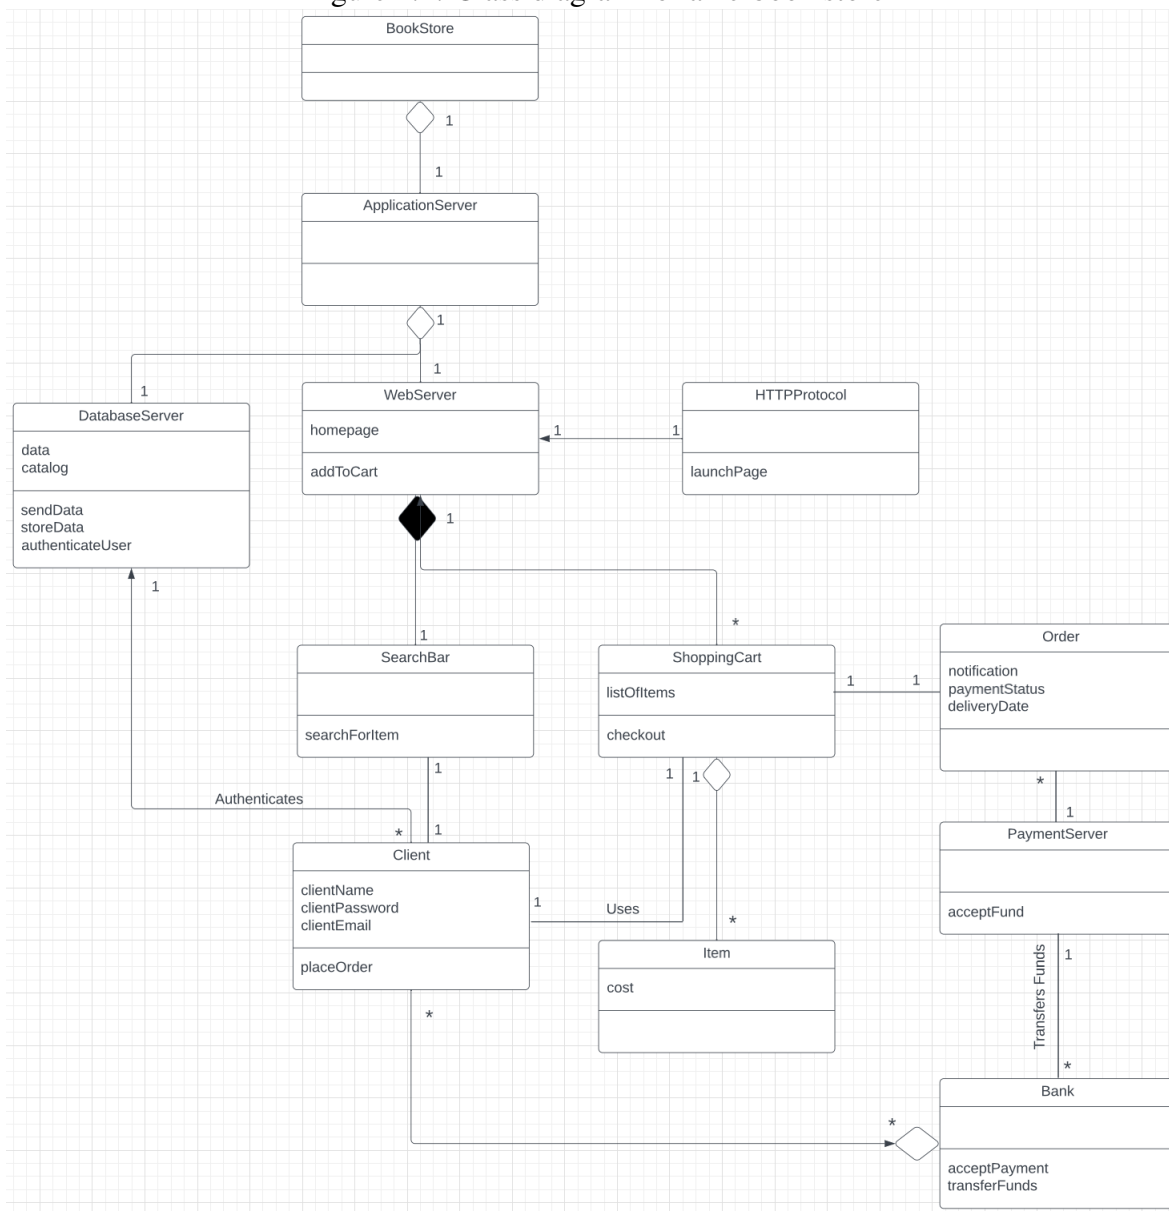 BookStore
1
1
ApplicationServer
1
1
1
DatabaseServer
data
catalog
sendData
storeData
authenticateUser
1
WebServer
homepage
addToCart
1
1
HTTPProtocol
launchPage
1
1
*
SearchBar
searchForItem
1
1
ShoppingCart
listOfItems
checkout
1
1
1
1
Order
notification
paymentStatus
deliveryDate
*
1
Authenticates
*
Client
clientName
clientPassword
clientEmail
placeOrder
1
Uses
*
Item
cost
PaymentServer
acceptFund
1
Transfers Funds
*
*
*
Bank
acceptPayment
transferFunds